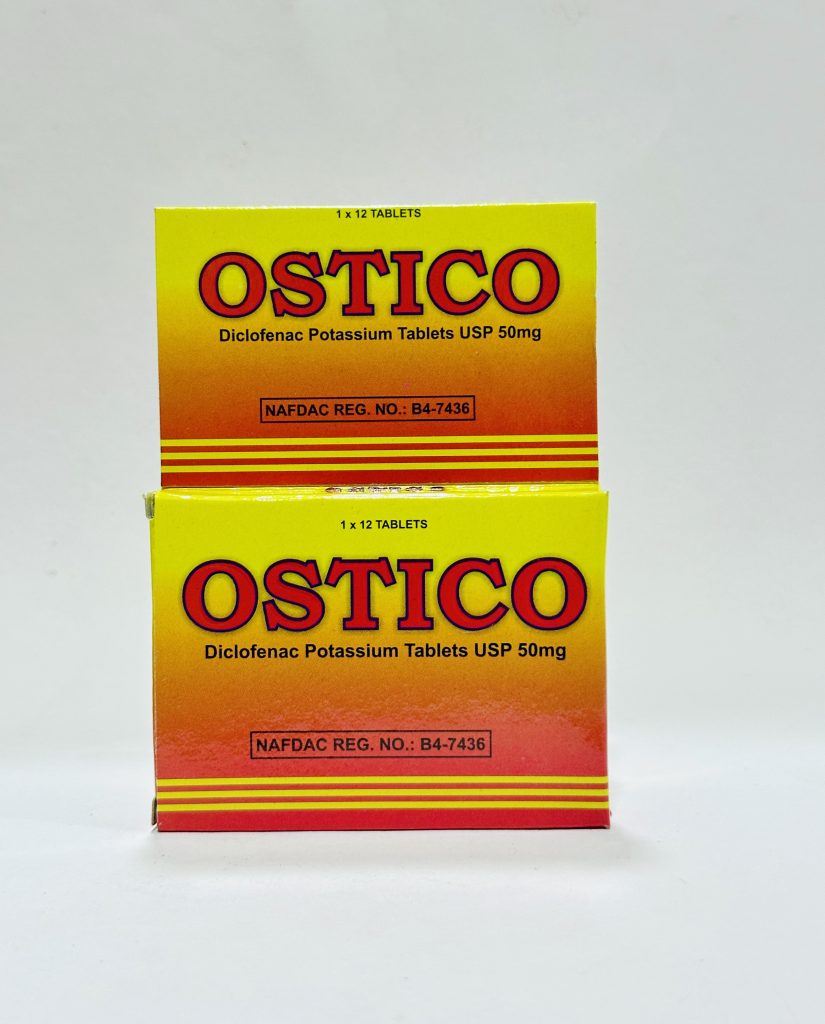 1 x 12 TABLETS
OSTICO
Diclofenac Potassium Tablets USP 50mg
NAFDAC REG. NO.: B4-7436
1 x 12 TABLETS
OSTICO
Diclofenac Potassium Tablets USP 50mg
NAFDAC REG. NO.: B4-7436